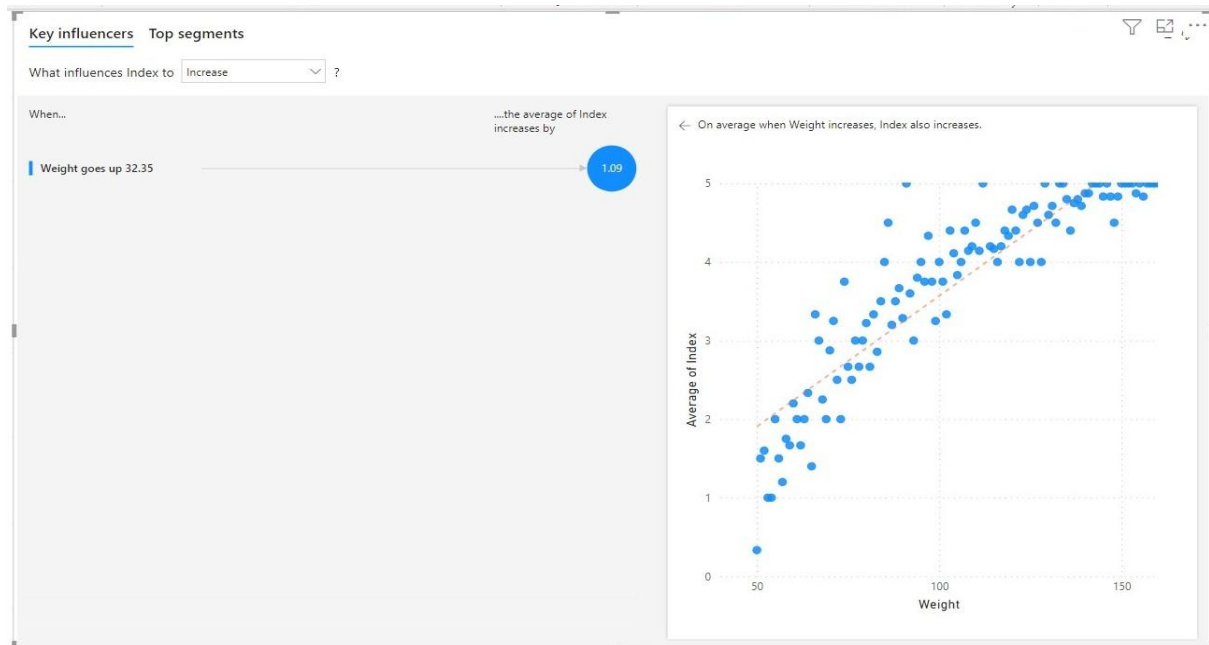 Key influencers Top segments
What influences Index to Increase ?
When...
....the average of Index
increases by
Weight goes up 32.35
1.09
On average when Weight increases, Index also increases.
5
4
3
2
1
0
Average of Index
50 100 150
Weight